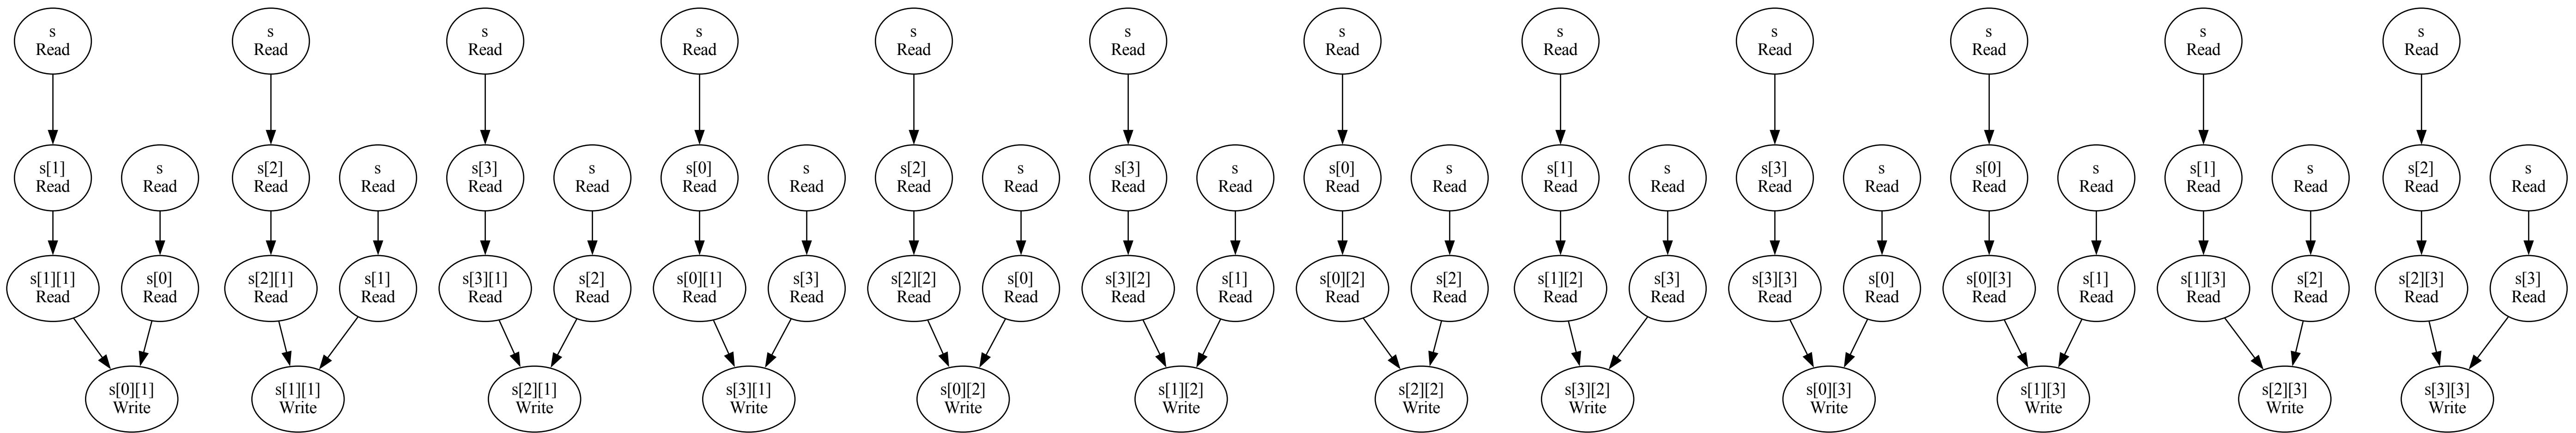 s
Read
s
Read
s
Read
s
Read
s
Read
s
Read
s
Read
s
Read
s
Read
s
Read
s
Read
s
Read
s[1]
Read
s
Read
s[2]
Read
s
Read
s[3]
Read
s
Read
s[0]
Read
s
Read
s[2]
Read
s
Read
s[3]
Read
s
Read
s[0]
Read
s
Read
s[1]
Read
s
Read
s[3]
Read
s
Read
s[0]
Read
s
Read
s[1]
Read
s
Read
s[2]
Read
s
Read
s[1][1]
Read
s[0]
Read
s[2][1]
Read
s[1]
Read
s[3][1]
Read
s[2]
Read
s[0][1]
Read
s[3]
Read
s[2][2]
Read
s[0]
Read
s[3][2]
Read
s[1]
Read
s[0][2]
Read
s[2]
Read
s[1][2]
Read
s[3]
Read
s[3][3]
Read
s[0]
Read
s[0][3]
Read
s[1]
Read
s[1][3]
Read
s[2]
Read
s[2][3]
Read
s[3]
Read
s[0][1]
Write
s[1][1]
Write
s[2][1]
Write
s[3][1]
Write
s[0][2]
Write
s[1][2]
Write
s[2][2]
Write
s[3][2]
Write
s[0][3]
Write
s[1][3]
Write
s[2][3]
Write
s[3][3]
Write